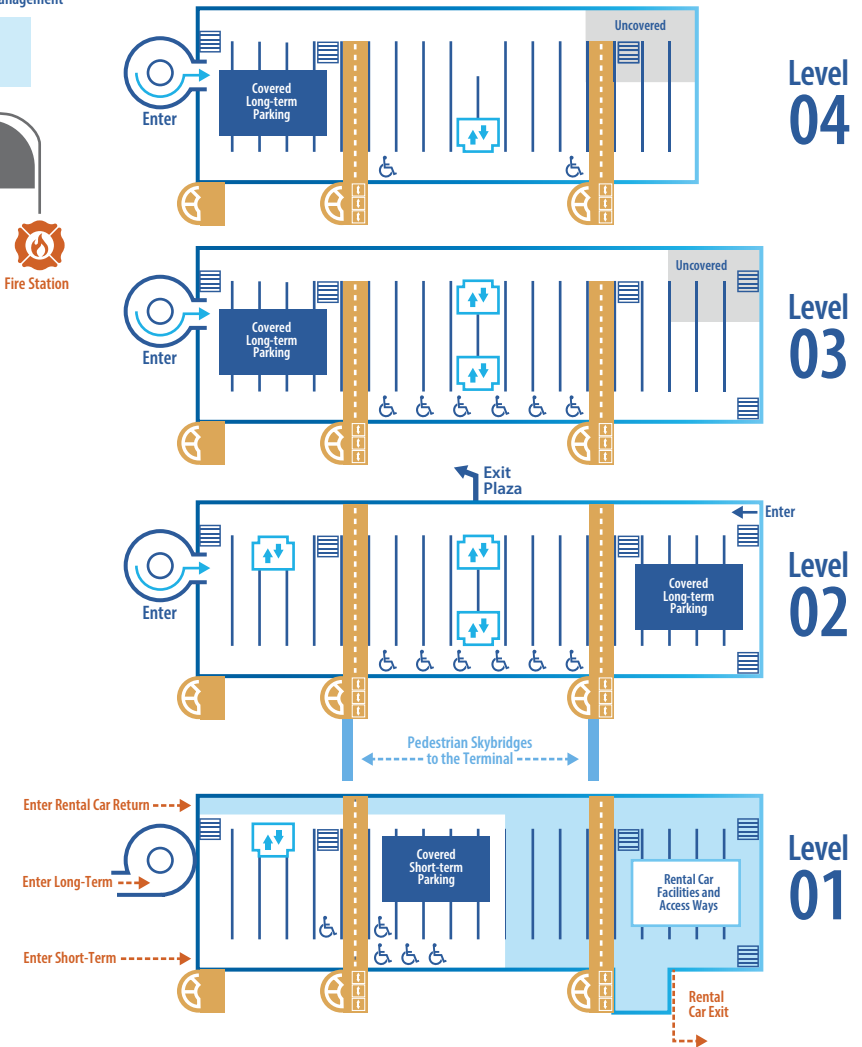 Uncovered
Level
04
Covered
Long-term
Parking
Enter
Fire Station
Uncovered
Level
03
Covered
Long-term
Parking
Enter
Exit
Plaza
Enter
Level
02
Covered
Long-term
Parking
Enter
Pedestrian Skybridges
to the Terminal
Enter Rental Car Return
Level
01
Covered
Short-term
Parking
Rental Car
Facilities and
Access Ways
Enter Long-Term
Enter Short-Term
Rental
Car Exit